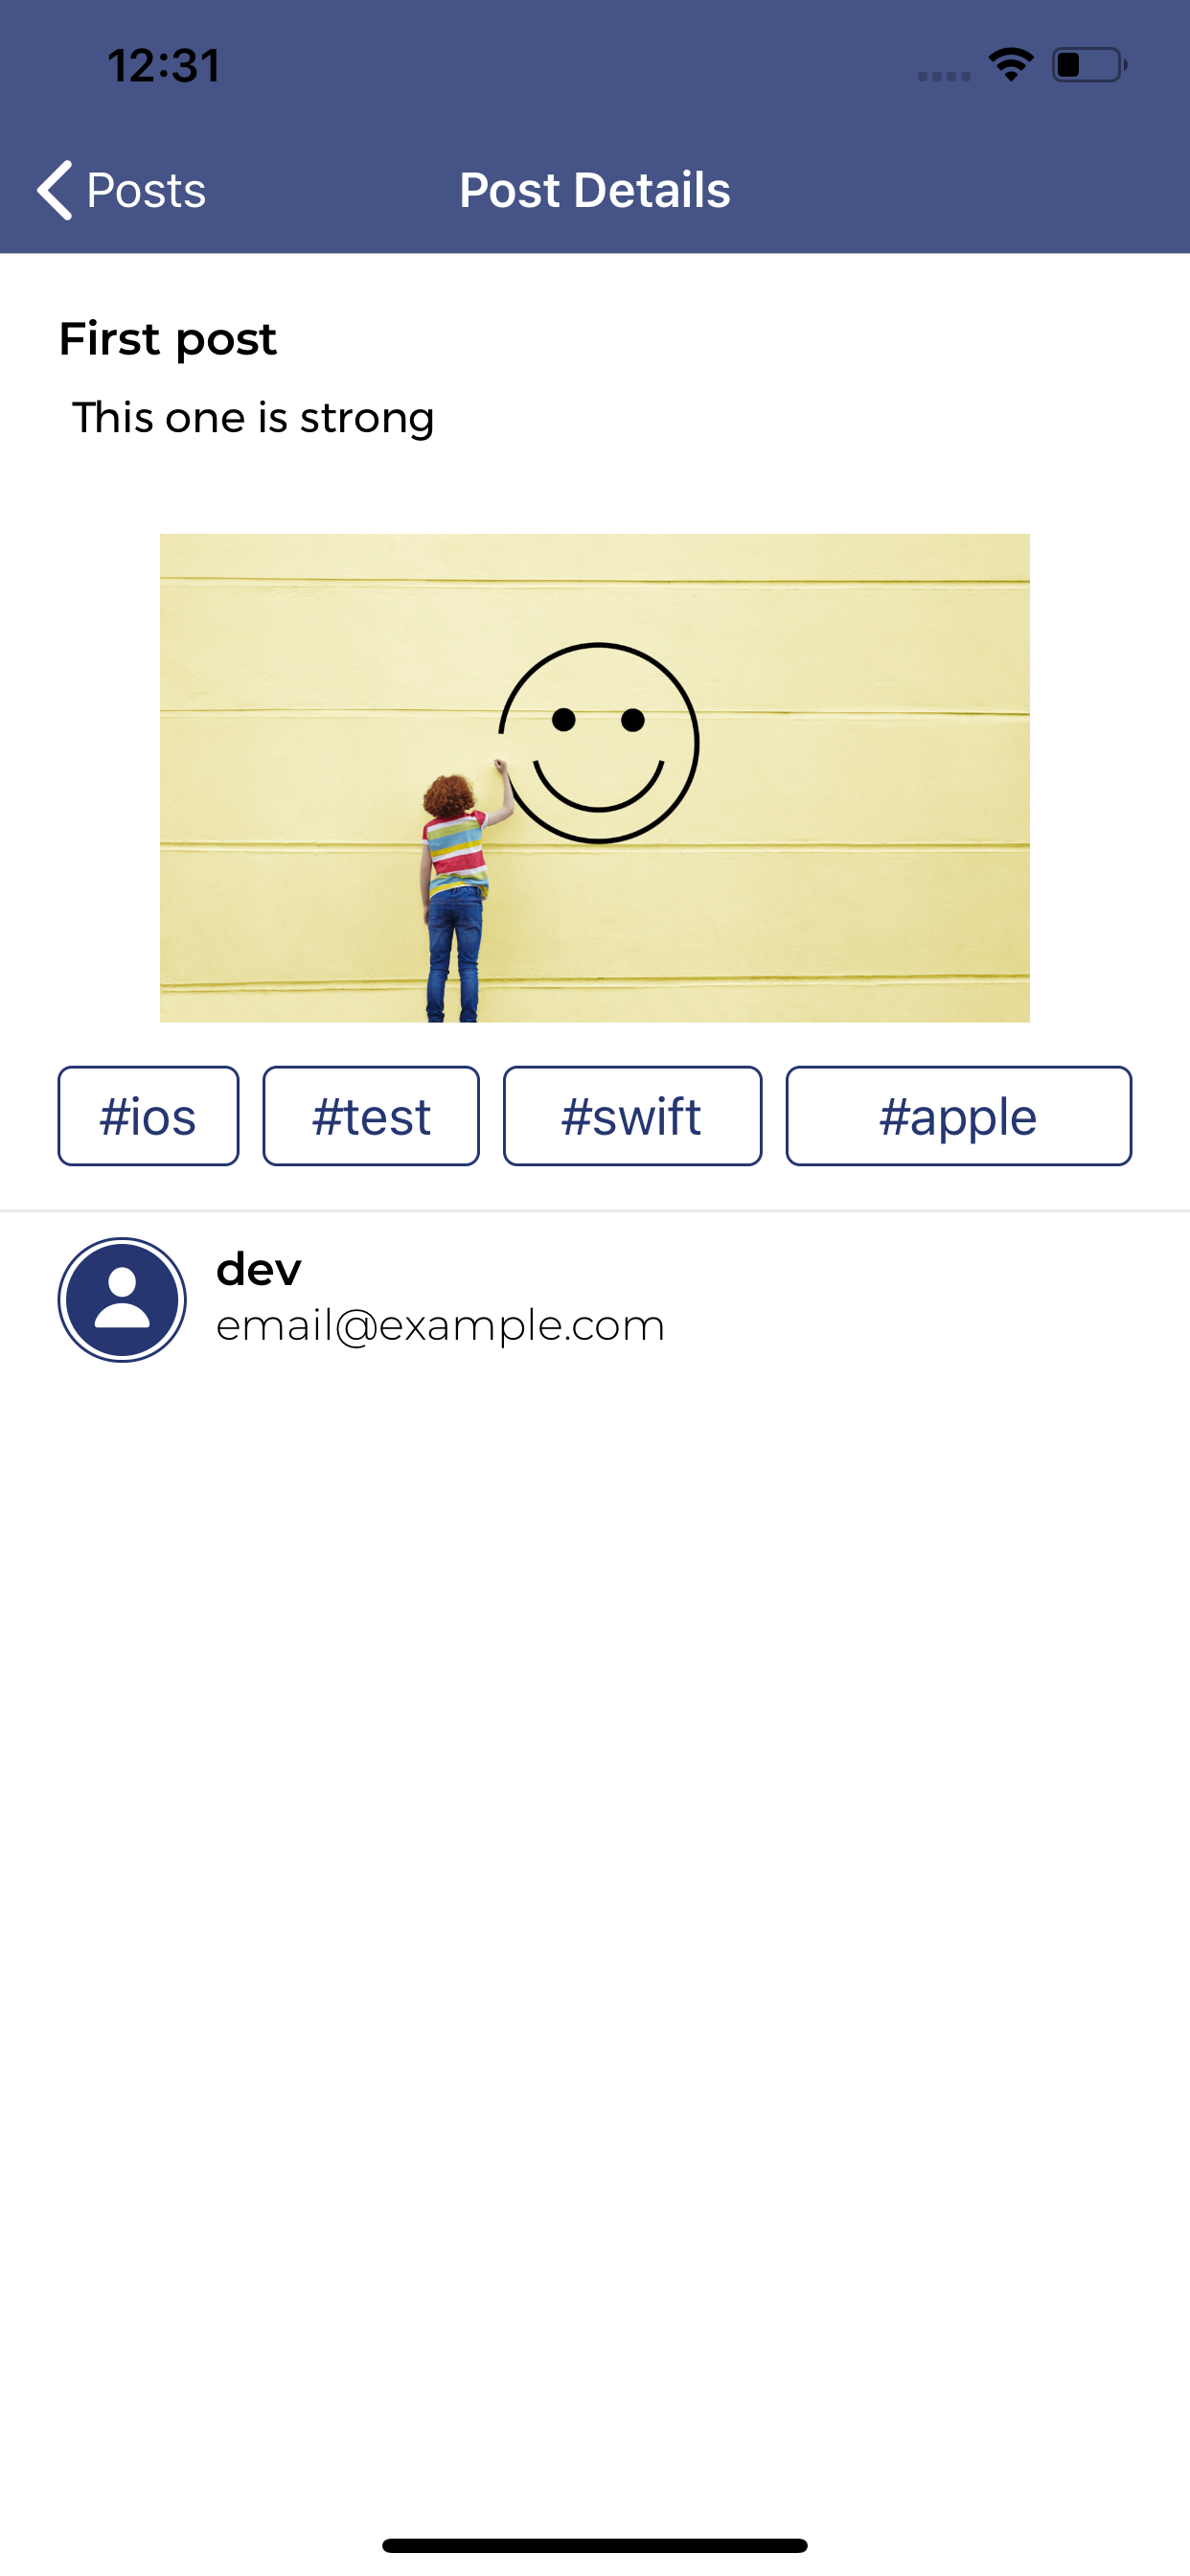 12:31
Posts
Post Details
First post
This one is strong
#ios #test #swift #apple
dev
email@example.com